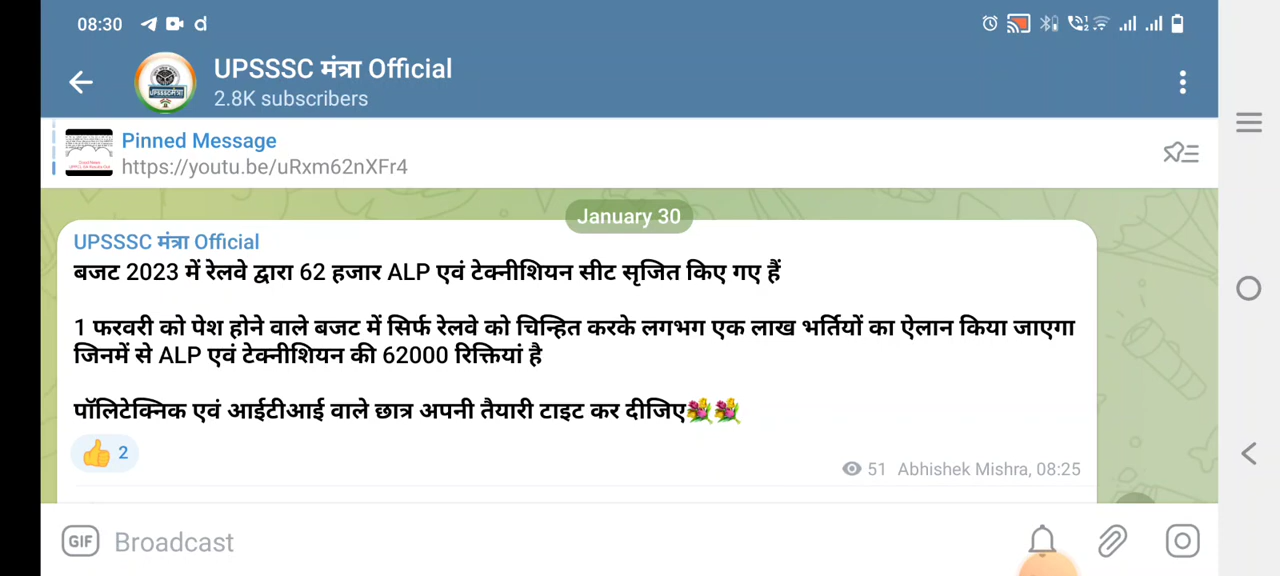 08:30
UPSSSC मंत्रा Official
2.8K subscribers
Pinned Message
https://youtu.be/uRxm62nXFr4
January 30
UPSSSC मंत्रा Official
बजट 2023 में रेलवे द्वारा 62 हजार ALP एवं टेक्नीशियन सीट सृजित किए गए हैं
1 फरवरी को पेश होने वाले बजट में सिर्फ रेलवे को चिन्हित करके लगभग एक लाख भर्तियों का ऐलान किया जाएगा
जिनमें से ALP एवं टेक्नीशियन की 62000 रिक्तियां है
पॉलिटेक्निक एवं आईटीआई वाले छात्र अपनी तैयारी टाइट कर दीजिए💐💐
👍 2
51 Abhishek Mishra, 08:25
GIF Broadcast